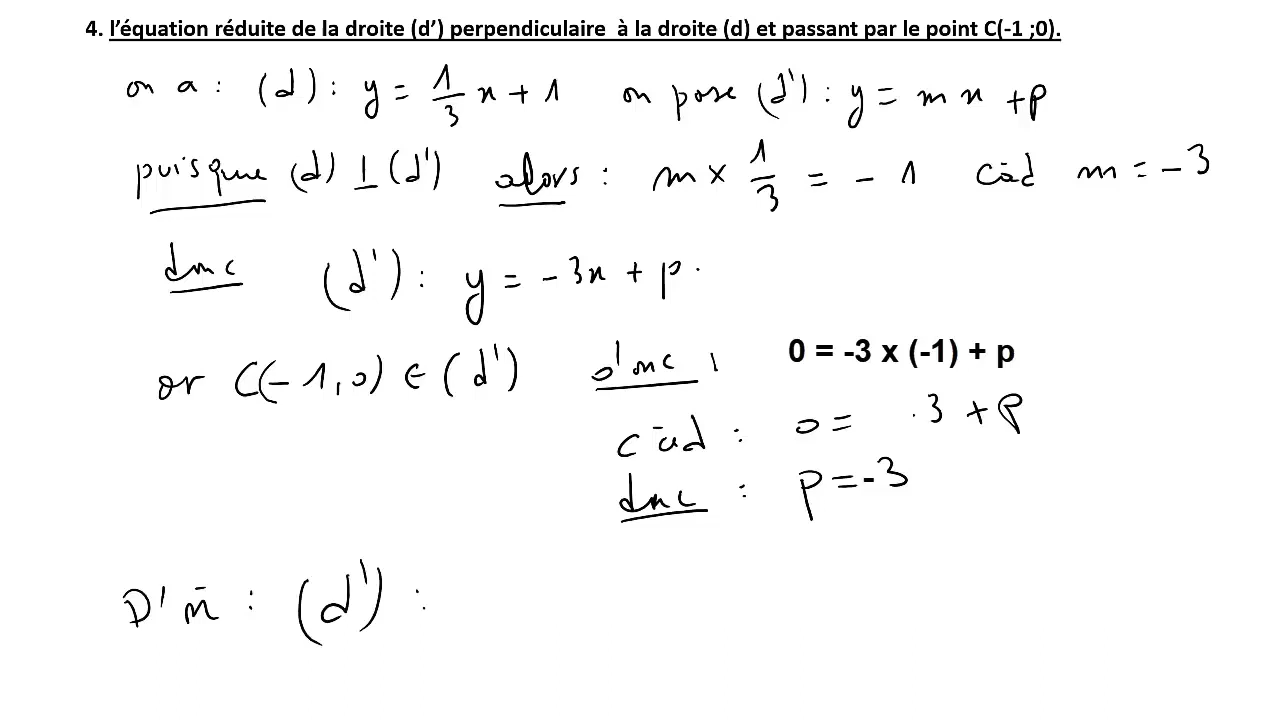 4. l’équation réduite de la droite (d’) perpendiculaire à la droite (d) et passant par le point C(-1 ;0).
on a : (d) : y = 1/3 x + 1 on pose (d') : y = mx + p
puisque (d) ⊥ (d') alors : m × 1/3 = - 1 càd m = - 3
donc (d') : y = - 3x + p .
or C(- 1, 0) ∈ (d') donc : 0 = -3 x (-1) + p
càd : 0 = 3 + p
donc : p = -3
D'où : (d') :